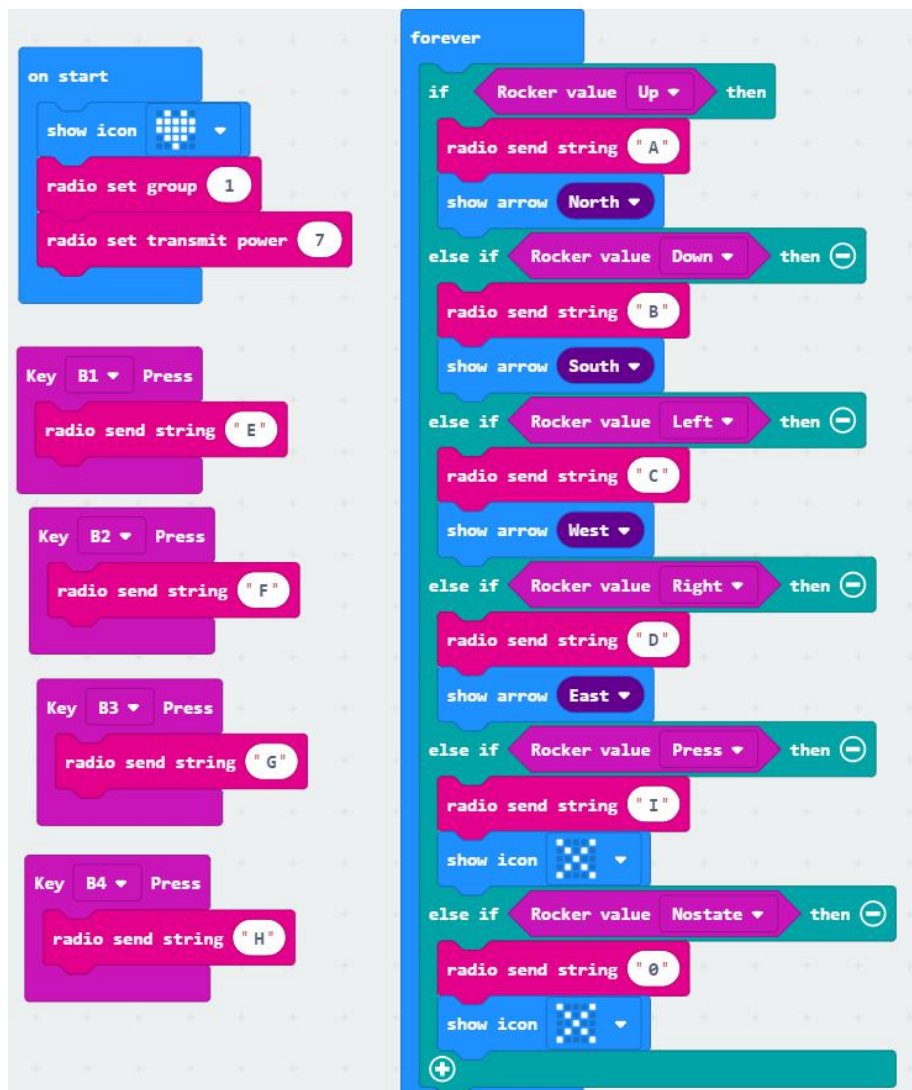 on start
show icon
radio set group 1
radio set transmit power 7
Key B1 Press
radio send string "E"
Key B2 Press
radio send string "F"
Key B3 Press
radio send string "G"
Key B4 Press
radio send string "H"
forever
if Rocker value Up then
radio send string "A"
show arrow North
else if Rocker value Down then
radio send string "B"
show arrow South
else if Rocker value Left then
radio send string "C"
show arrow West
else if Rocker value Right then
radio send string "D"
show arrow East
else if Rocker value Press then
radio send string "I"
show icon
else if Rocker value Nostate then
radio send string "0"
show icon